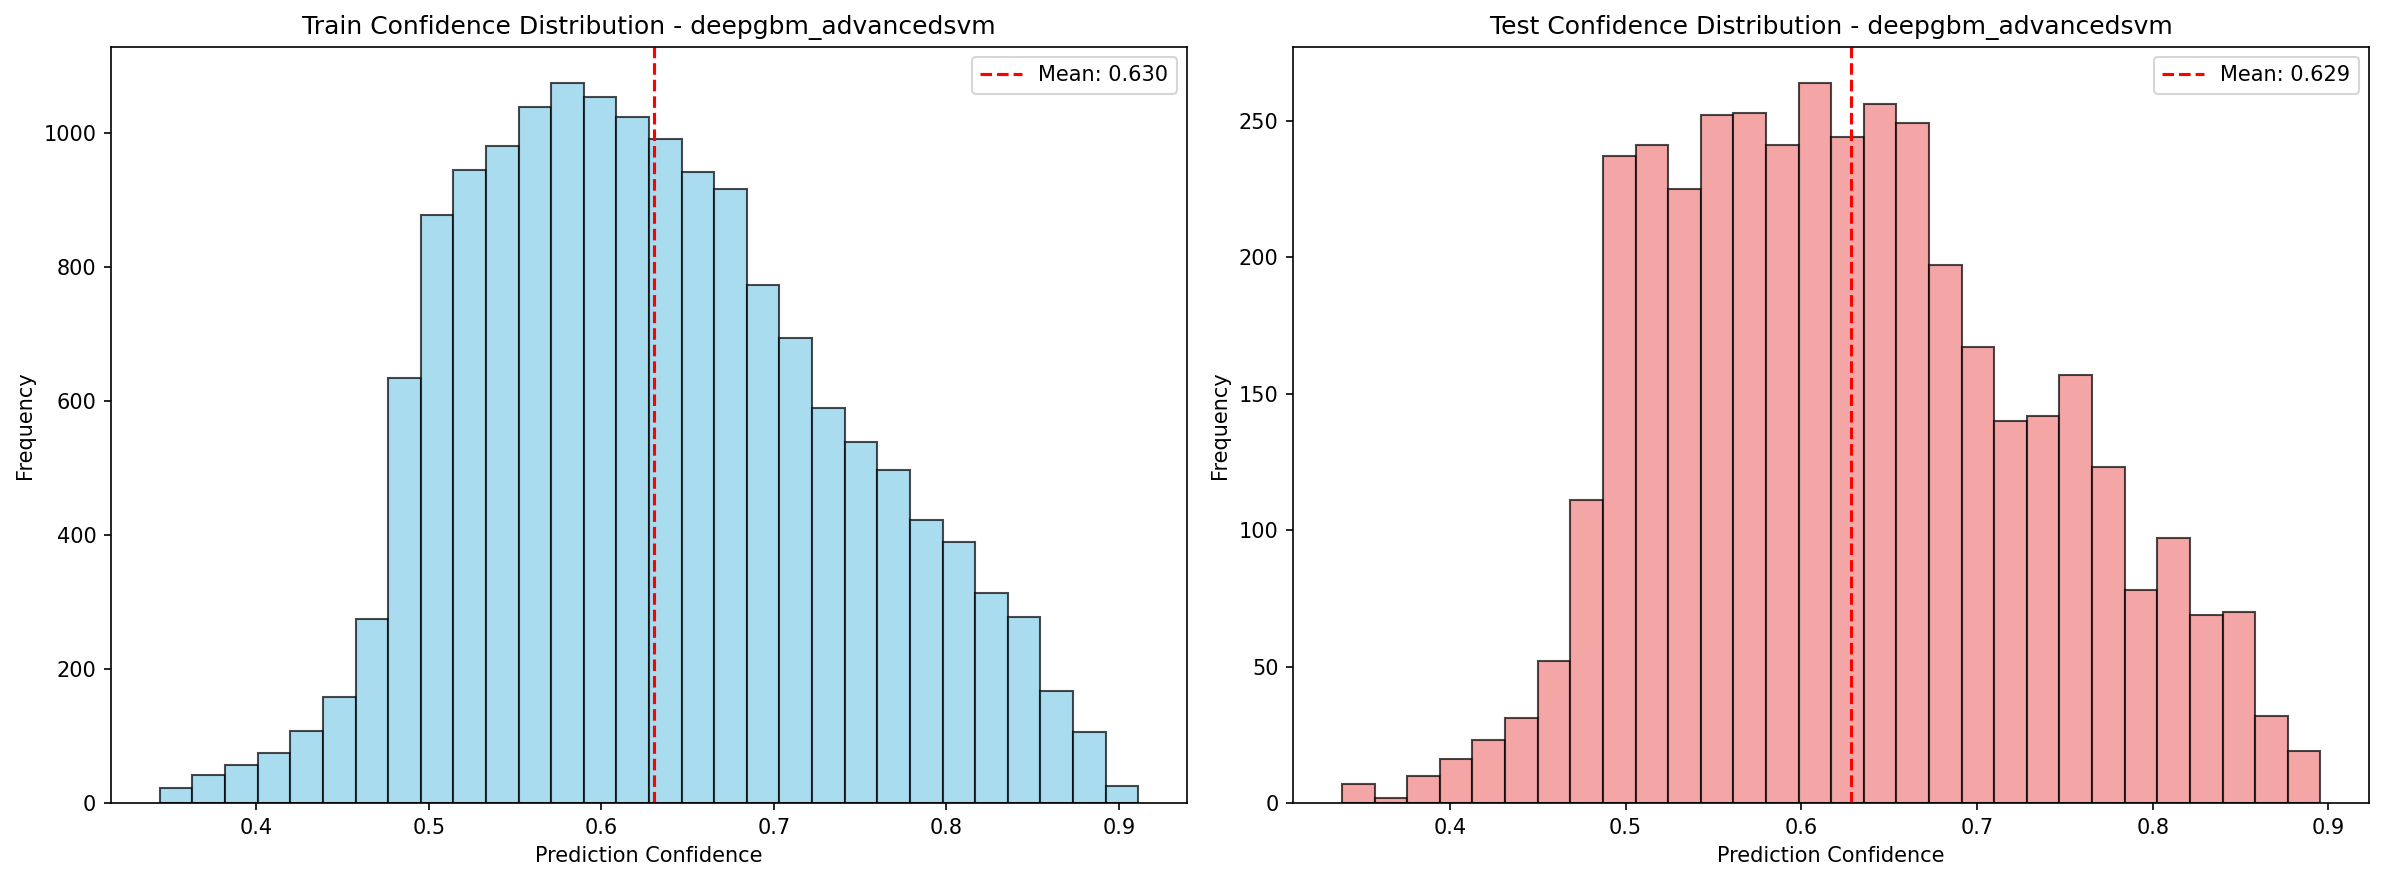 Train Confidence Distribution - deepgbm_advancedsvm
Mean: 0.630
1000
800
600
400
200
0
Frequency
0.4 0.5 0.6 0.7 0.8 0.9
Prediction Confidence
Test Confidence Distribution - deepgbm_advancedsvm
Mean: 0.629
250
200
150
100
50
0
Frequency
0.4 0.5 0.6 0.7 0.8 0.9
Prediction Confidence